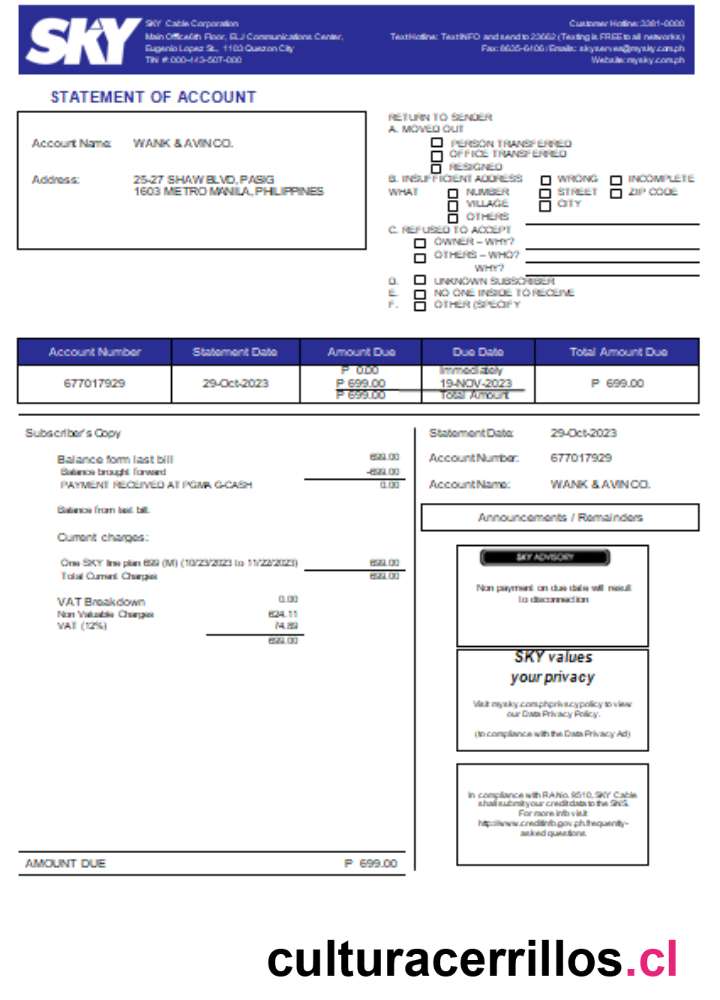 SKY
SKY Cable Corporation
Main Office6th Floor, ELJ Communications Center,
Eugenio Lopez St., 1103 Quezon City
TIN #:000-443-507-000
Customer Hotline: 3381-0000
Text Hotline: Text INFO and send to 23662 (Texting is FREE to all networks)
Fax: 8635-6406 / Emails: skyserves@mysky.com.ph
Website: mysky.com.ph
STATEMENT OF ACCOUNT
Account Name: WANK & AVIN CO.
Address: 25-27 SHAW BLVD, PASIG
1603 METRO MANILA, PHILIPPINES
RETURN TO SENDER
A. MOVED OUT
PERSON TRANSFERRED
OFFICE TRANSFERRED
RESIGNED
B. INSUFFICIENT ADDRESS WRONG INCOMPLETE
WHAT NUMBER STREET ZIP CODE
VILLAGE CITY
OTHERS
C. REFUSED TO ACCEPT
OWNER – WHY?
OTHERS – WHO?
WHY?
D. UNKNOWN SUBSCRIBER
E. NO ONE INSIDE TO RECEIVE
F. OTHER (SPECIFY
Account Number Statement Date Amount Due Due Date Total Amount Due
P 0.00 Immediately
677017929 29-Oct-2023 P 699.00 19-NOV-2023 P 699.00
P 699.00 Total Amount
Subscriber's Copy
Balance form last bill 699.00
Balance brought forward -699.00
PAYMENT RECEIVED AT PGMA G-CASH 0.00
Balance from last bill.
Current charges:
One SKY line plan 699 (M) (10/23/2023 to 11/22/2023) 699.00
Total Current Charges 699.00
VAT Breakdown 0.00
Non Valuable Charges 624.11
VAT (12%) 74.89
699.00
AMOUNT DUE P 699.00
Statement Date: 29-Oct-2023
Account Number: 677017929
Account Name: WANK & AVIN CO.
Announcements / Remainders
SKY ADVISORY
Non payment on due date will result
to disconnection
SKY values
your privacy
Visit mysky.com.phprivacypolicy to view
our Data Privacy Policy.
(to compliance with the Data Privacy Ad)
In compliance with RA No. 9510, SKY Cable
shall submit your credit data to the SNS.
For more info visit
http://www.creditinfo.gov.ph.frequently-
asked questions.
culturacerrillos.cl